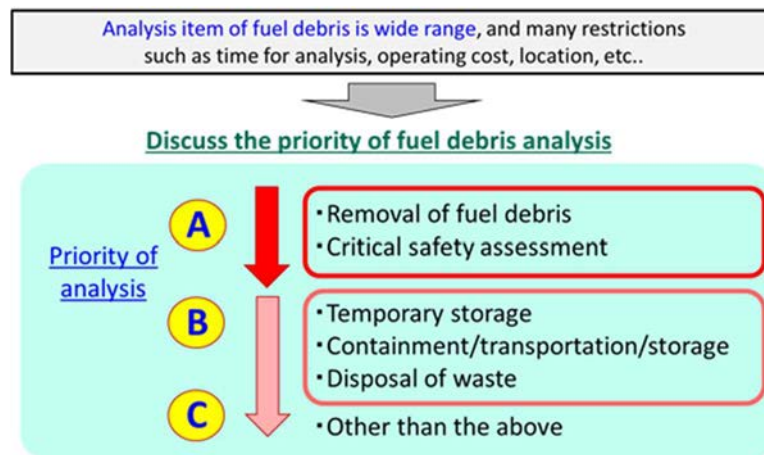 Analysis item of fuel debris is wide range, and many restrictions
such as time for analysis, operating cost, location, etc..
Discuss the priority of fuel debris analysis
Priority of
analysis
A
・Removal of fuel debris
・Critical safety assessment
B
・Temporary storage
・Containment/transportation/storage
・Disposal of waste
C
・Other than the above